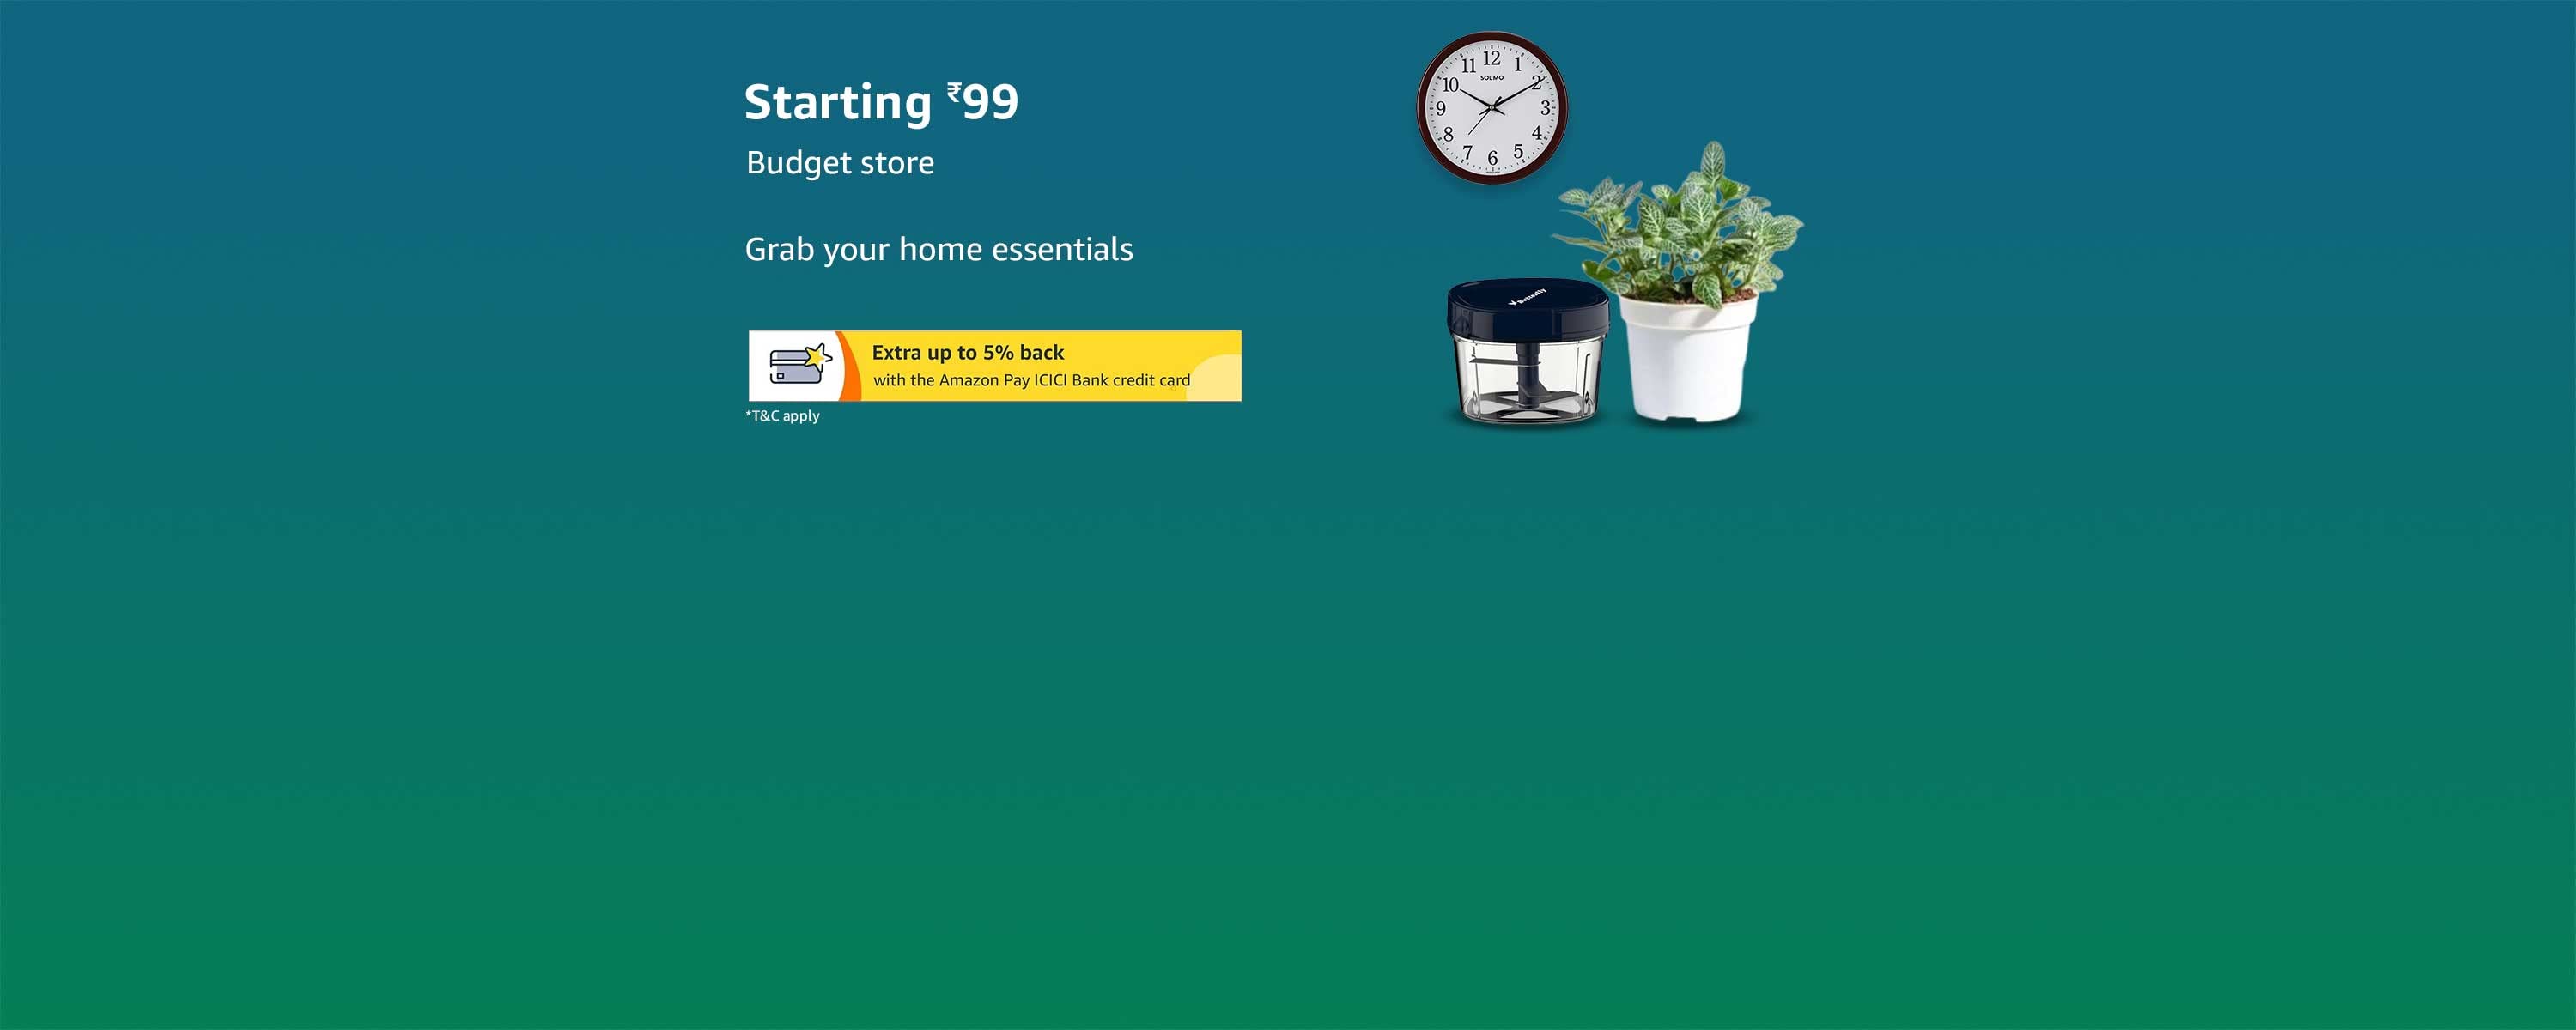 Starting ₹99
Budget store
Grab your home essentials
Extra up to 5% back
with the Amazon Pay ICICI Bank credit card
*T&C apply
12
11 1
SOLIMO
10 2
9 3
8 4
7 5
6
Butterfly